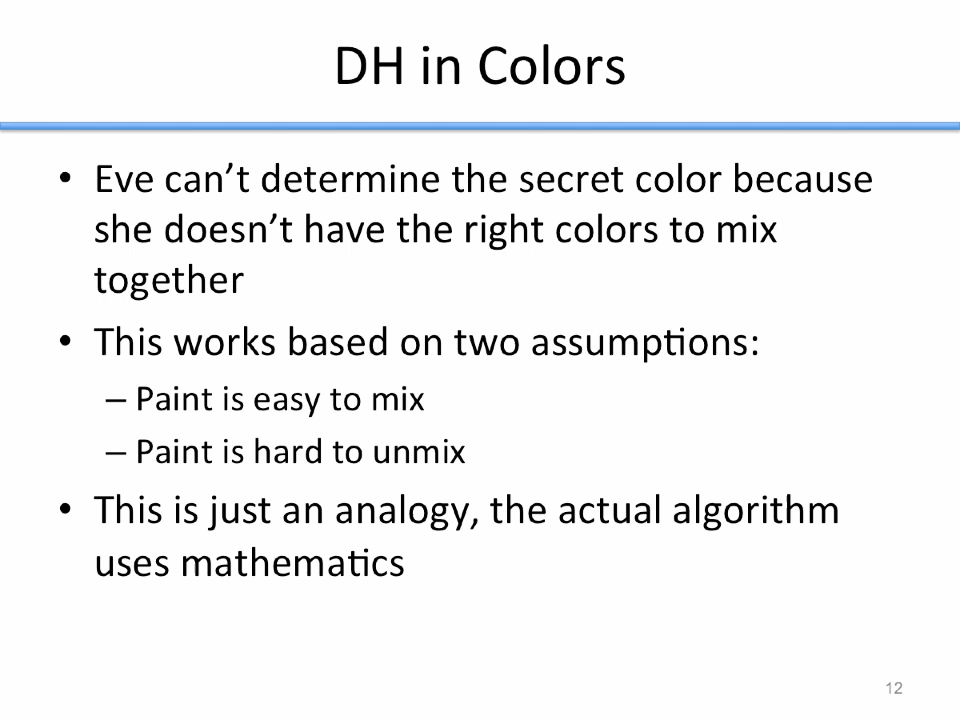 DH in Colors
• Eve can’t determine the secret color because
she doesn’t have the right colors to mix
together
• This works based on two assumptions:
– Paint is easy to mix
– Paint is hard to unmix
• This is just an analogy, the actual algorithm
uses mathematics
12